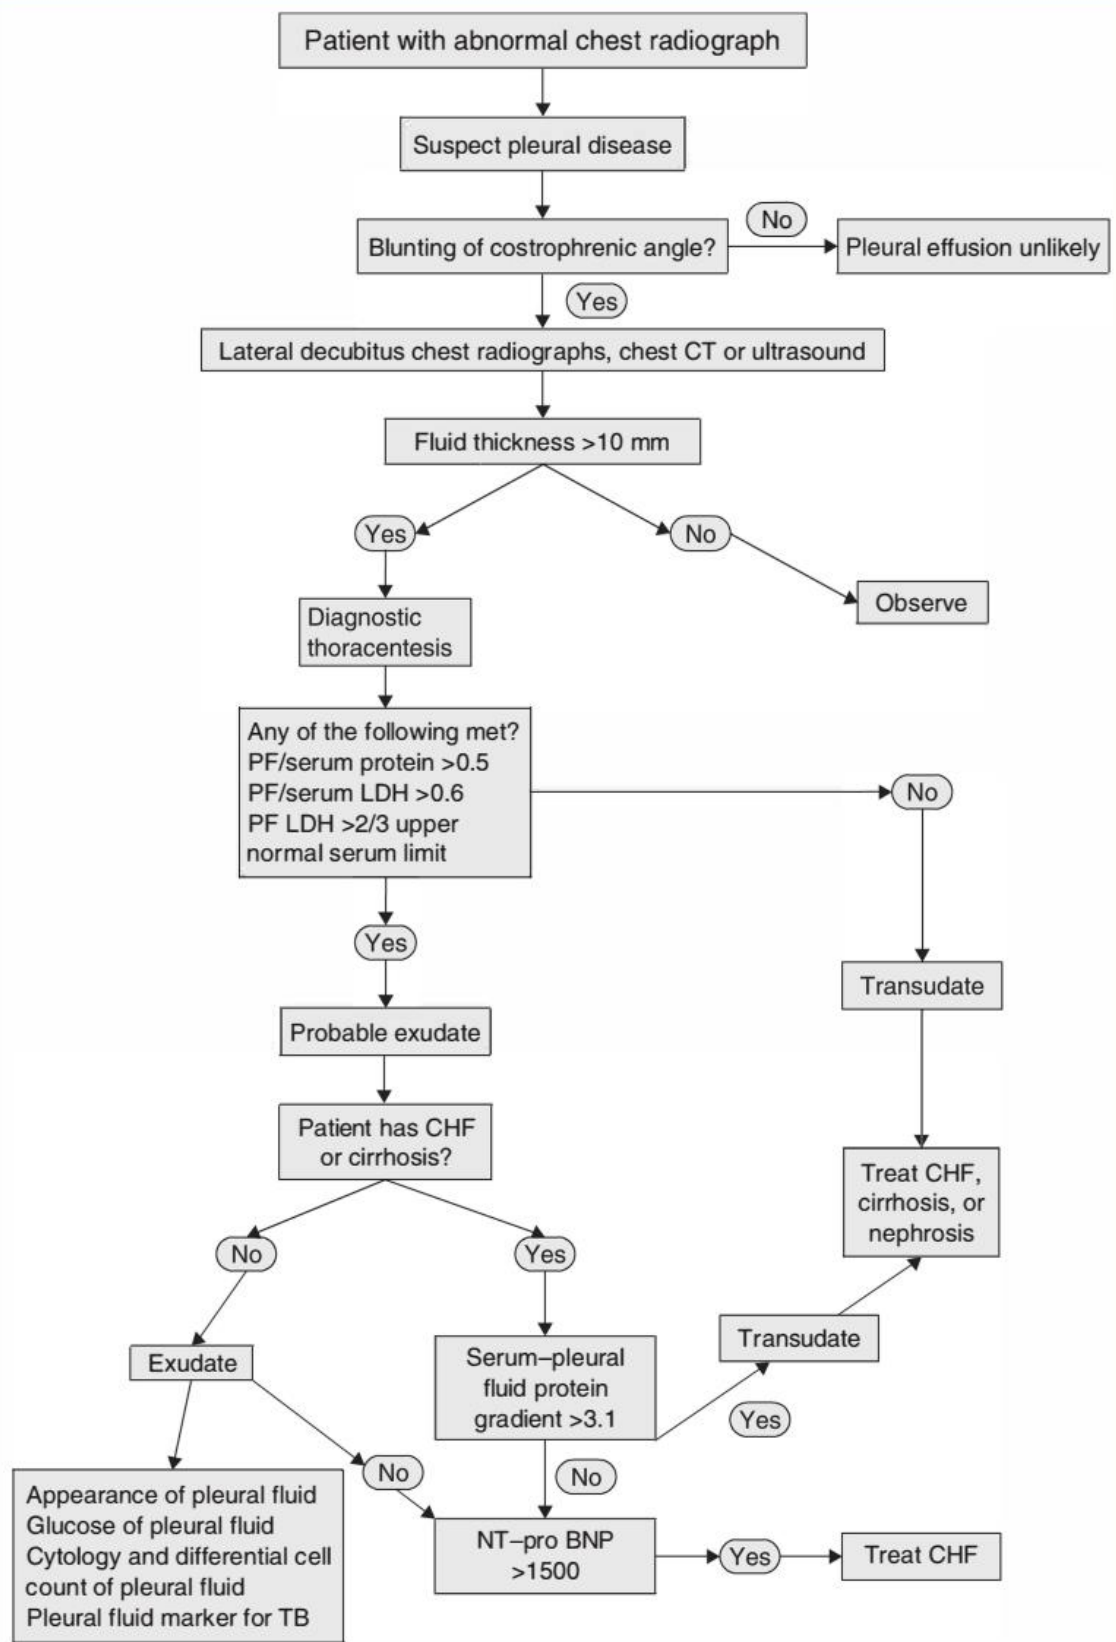 Patient with abnormal chest radiograph
Suspect pleural disease
Blunting of costrophrenic angle?
No
Pleural effusion unlikely
Yes
Lateral decubitus chest radiographs, chest CT or ultrasound
Fluid thickness >10 mm
Yes
No
Observe
Diagnostic
thoracentesis
Any of the following met?
PF/serum protein >0.5
PF/serum LDH >0.6
PF LDH >2/3 upper
normal serum limit
No
Yes
Transudate
Probable exudate
Patient has CHF
or cirrhosis?
Treat CHF,
cirrhosis, or
nephrosis
No
Yes
Transudate
Exudate
Serum–pleural
fluid protein
gradient >3.1
Yes
No
No
Appearance of pleural fluid
Glucose of pleural fluid
Cytology and differential cell
count of pleural fluid
Pleural fluid marker for TB
NT–pro BNP
>1500
Yes
Treat CHF